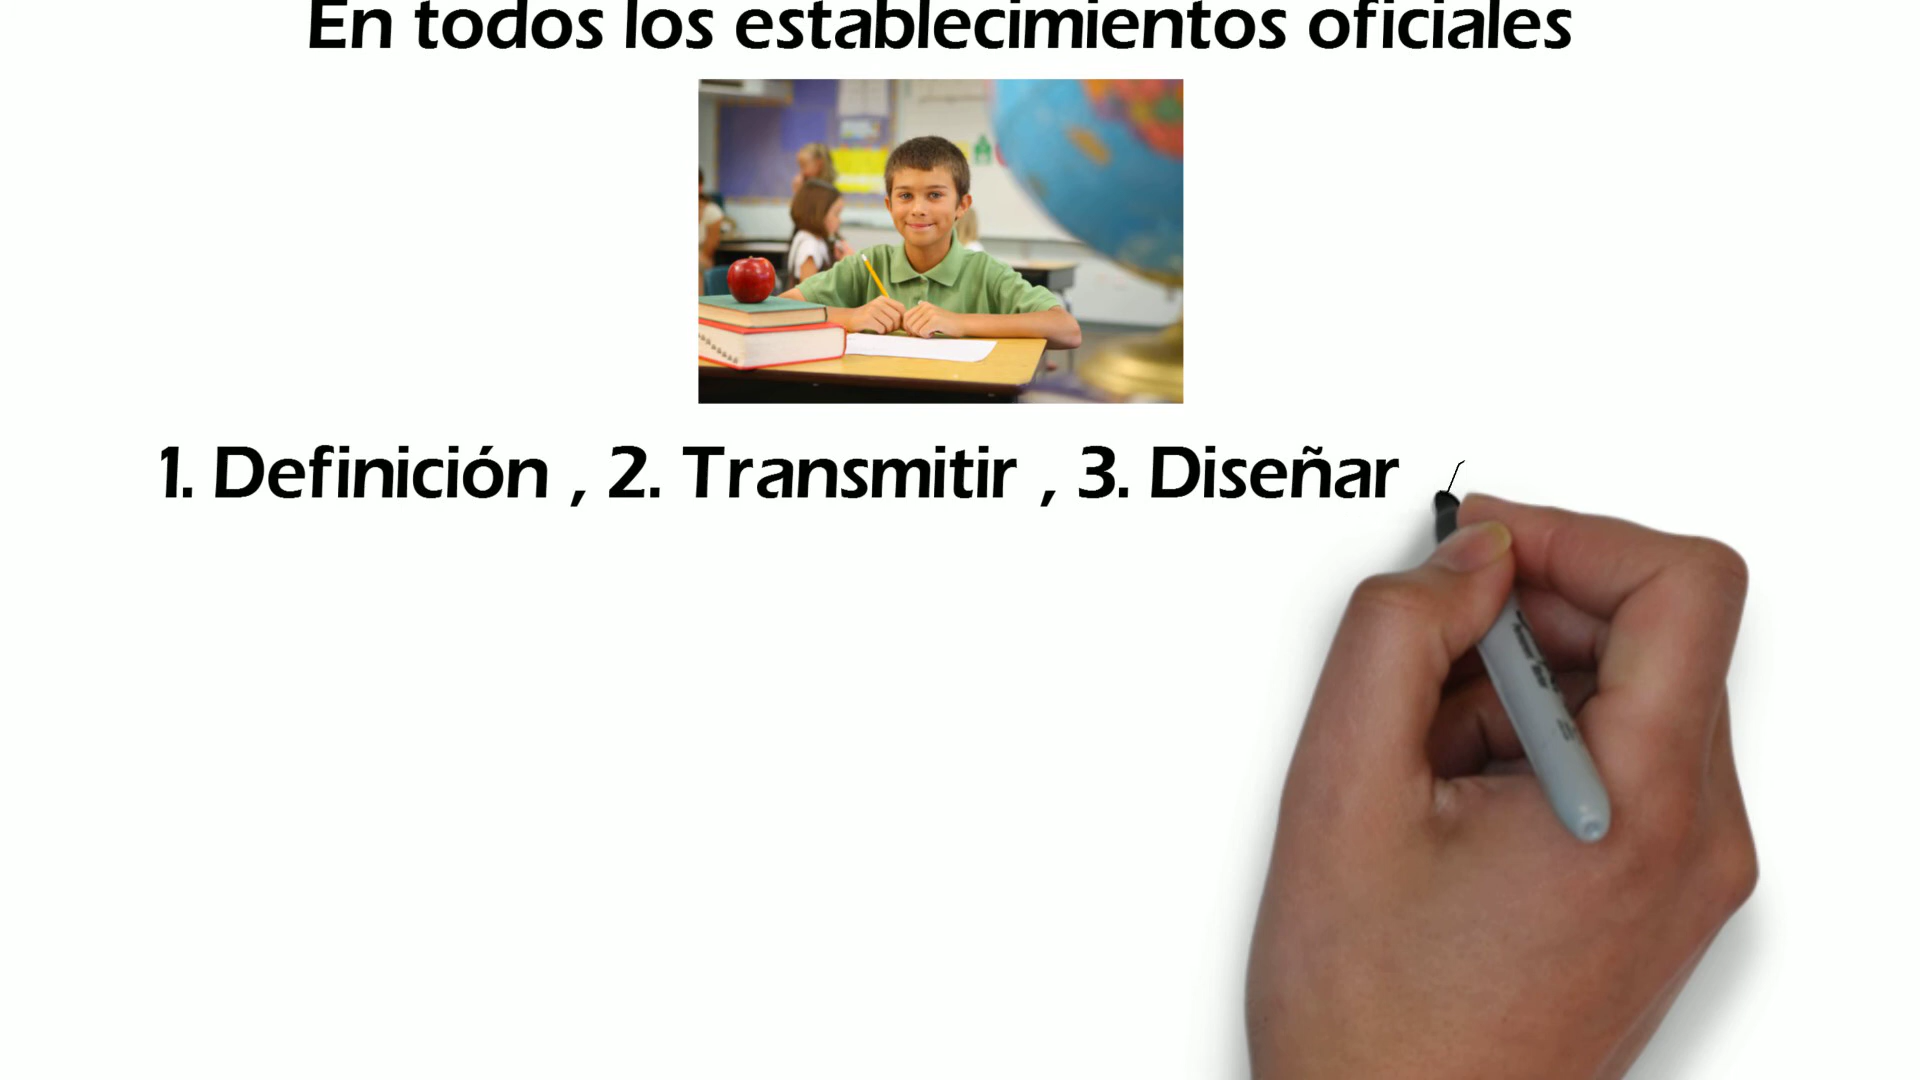 En todos los establecimientos oficiales
1. Definición , 2. Transmitir , 3. Diseñar